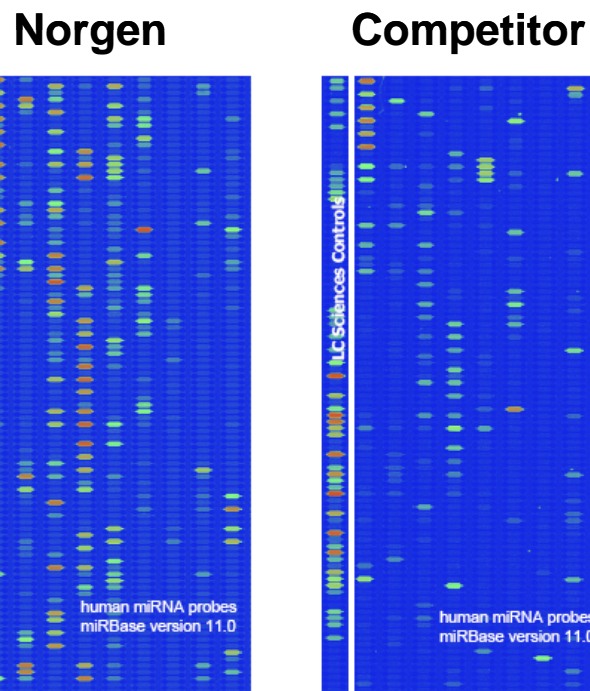 Norgen
Competitor
LC Sciences Controls
human miRNA probes
miRBase version 11.0
human miRNA probes
miRBase version 11.0